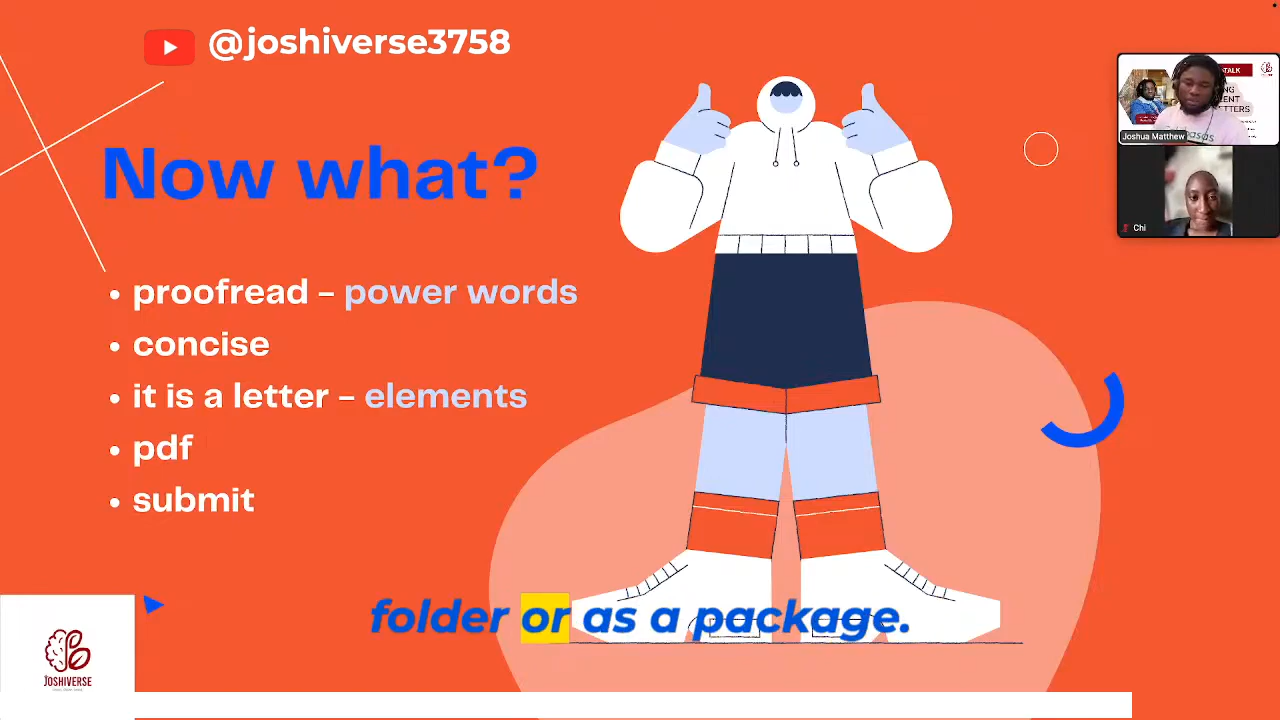 @joshiverse3758
TALK
Joshua Matthew
Chi
Now what?
• proofread – power words
• concise
• it is a letter – elements
• pdf
• submit
folder or as a package.
JOSHIVERSE